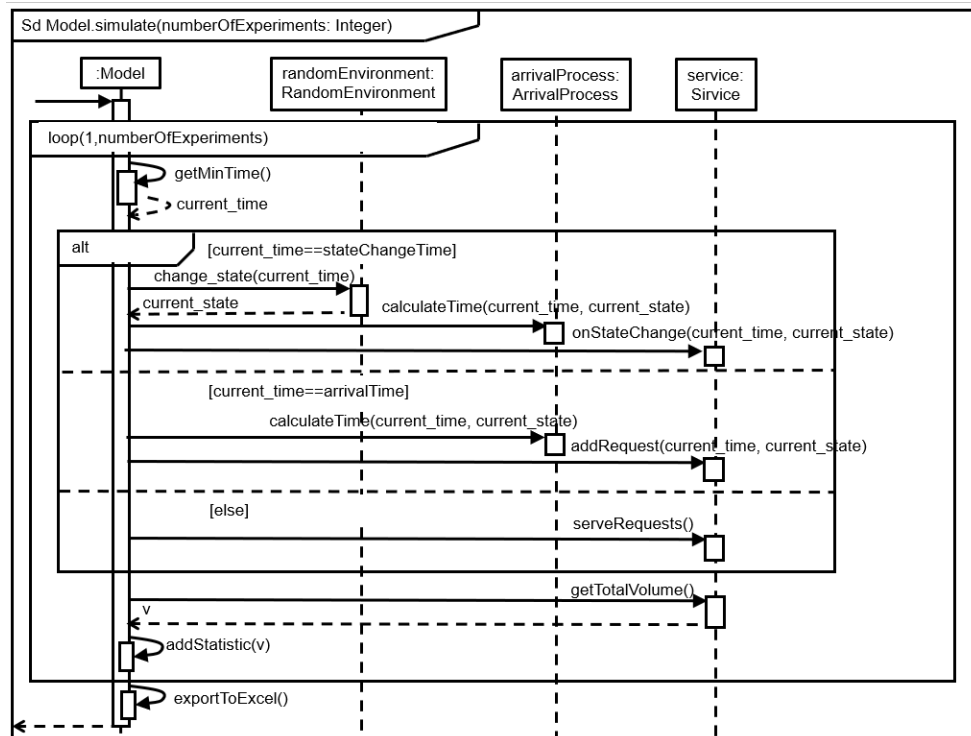 Sd Model.simulate(numberOfExperiments: Integer)
:Model
randomEnvironment:
RandomEnvironment
arrivalProcess:
ArrivalProcess
service:
Sirvice
loop(1,numberOfExperiments)
getMinTime()
current_time
alt
[current_time==stateChangeTime]
change_state(current_time)
current_state
calculateTime(current_time, current_state)
onStateChange(current_time, current_state)
[current_time==arrivalTime]
calculateTime(current_time, current_state)
addRequest(current_time, current_state)
[else]
serveRequests()
getTotalVolume()
v
addStatistic(v)
exportToExcel()